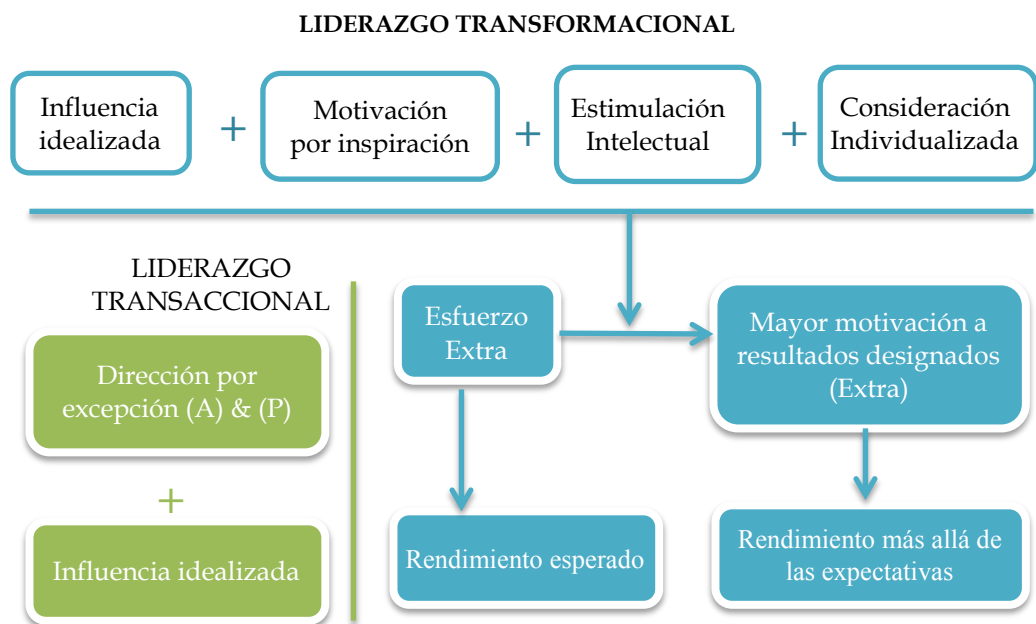 LIDERAZGO TRANSFORMACIONAL
Influencia
idealizada
+
Motivación
por inspiración
+
Estimulación
Intelectual
+
Consideración
Individualizada
LIDERAZGO
TRANSACCIONAL
Dirección por
excepción (A) & (P)
+
Influencia idealizada
Esfuerzo
Extra
Mayor motivación a
resultados designados
(Extra)
Rendimiento esperado
Rendimiento más allá de
las expectativas